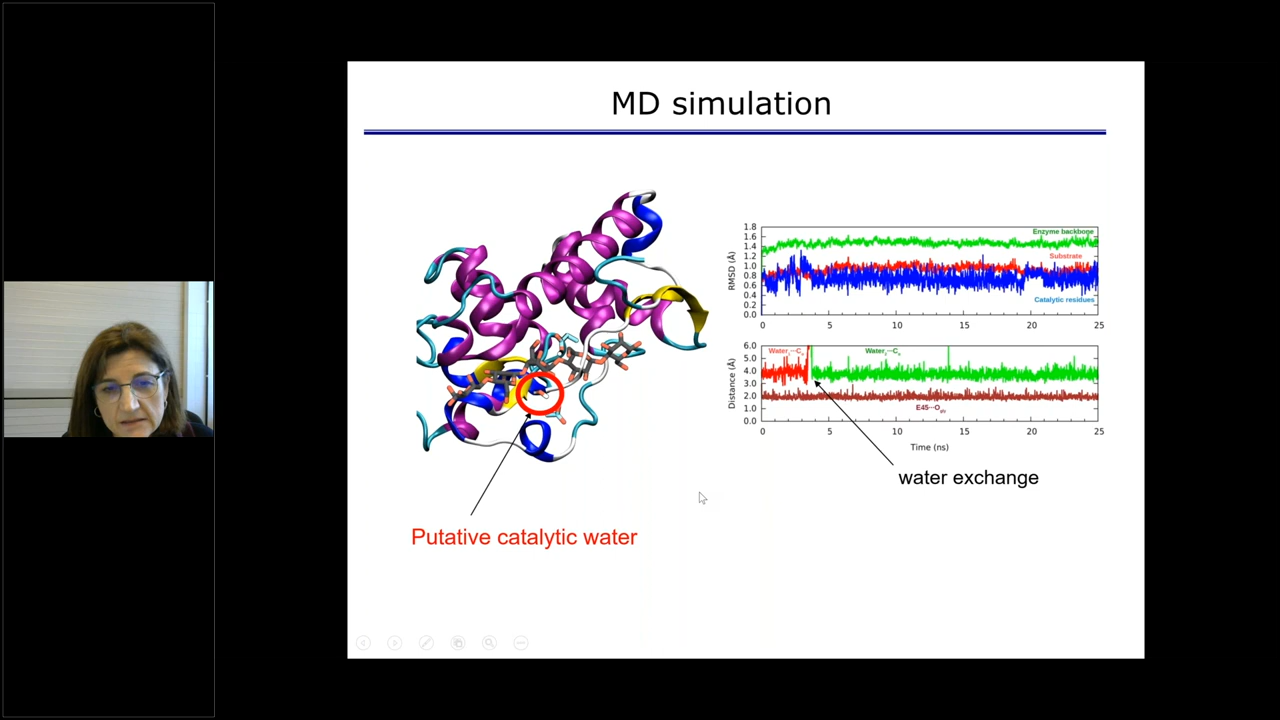 MD simulation
1.8
1.6
1.4
1.2
1.0
0.8
0.6
0.4
0.2
0.0
RMSD (Å)
Enzyme backbone
Substrate
Catalytic residues
0 5 10 15 20 25
6.0
5.0
4.0
3.0
2.0
1.0
0.0
Distance (Å)
E45···O
0 5 10 15 20 25
Time (ns)
water exchange
Putative catalytic water